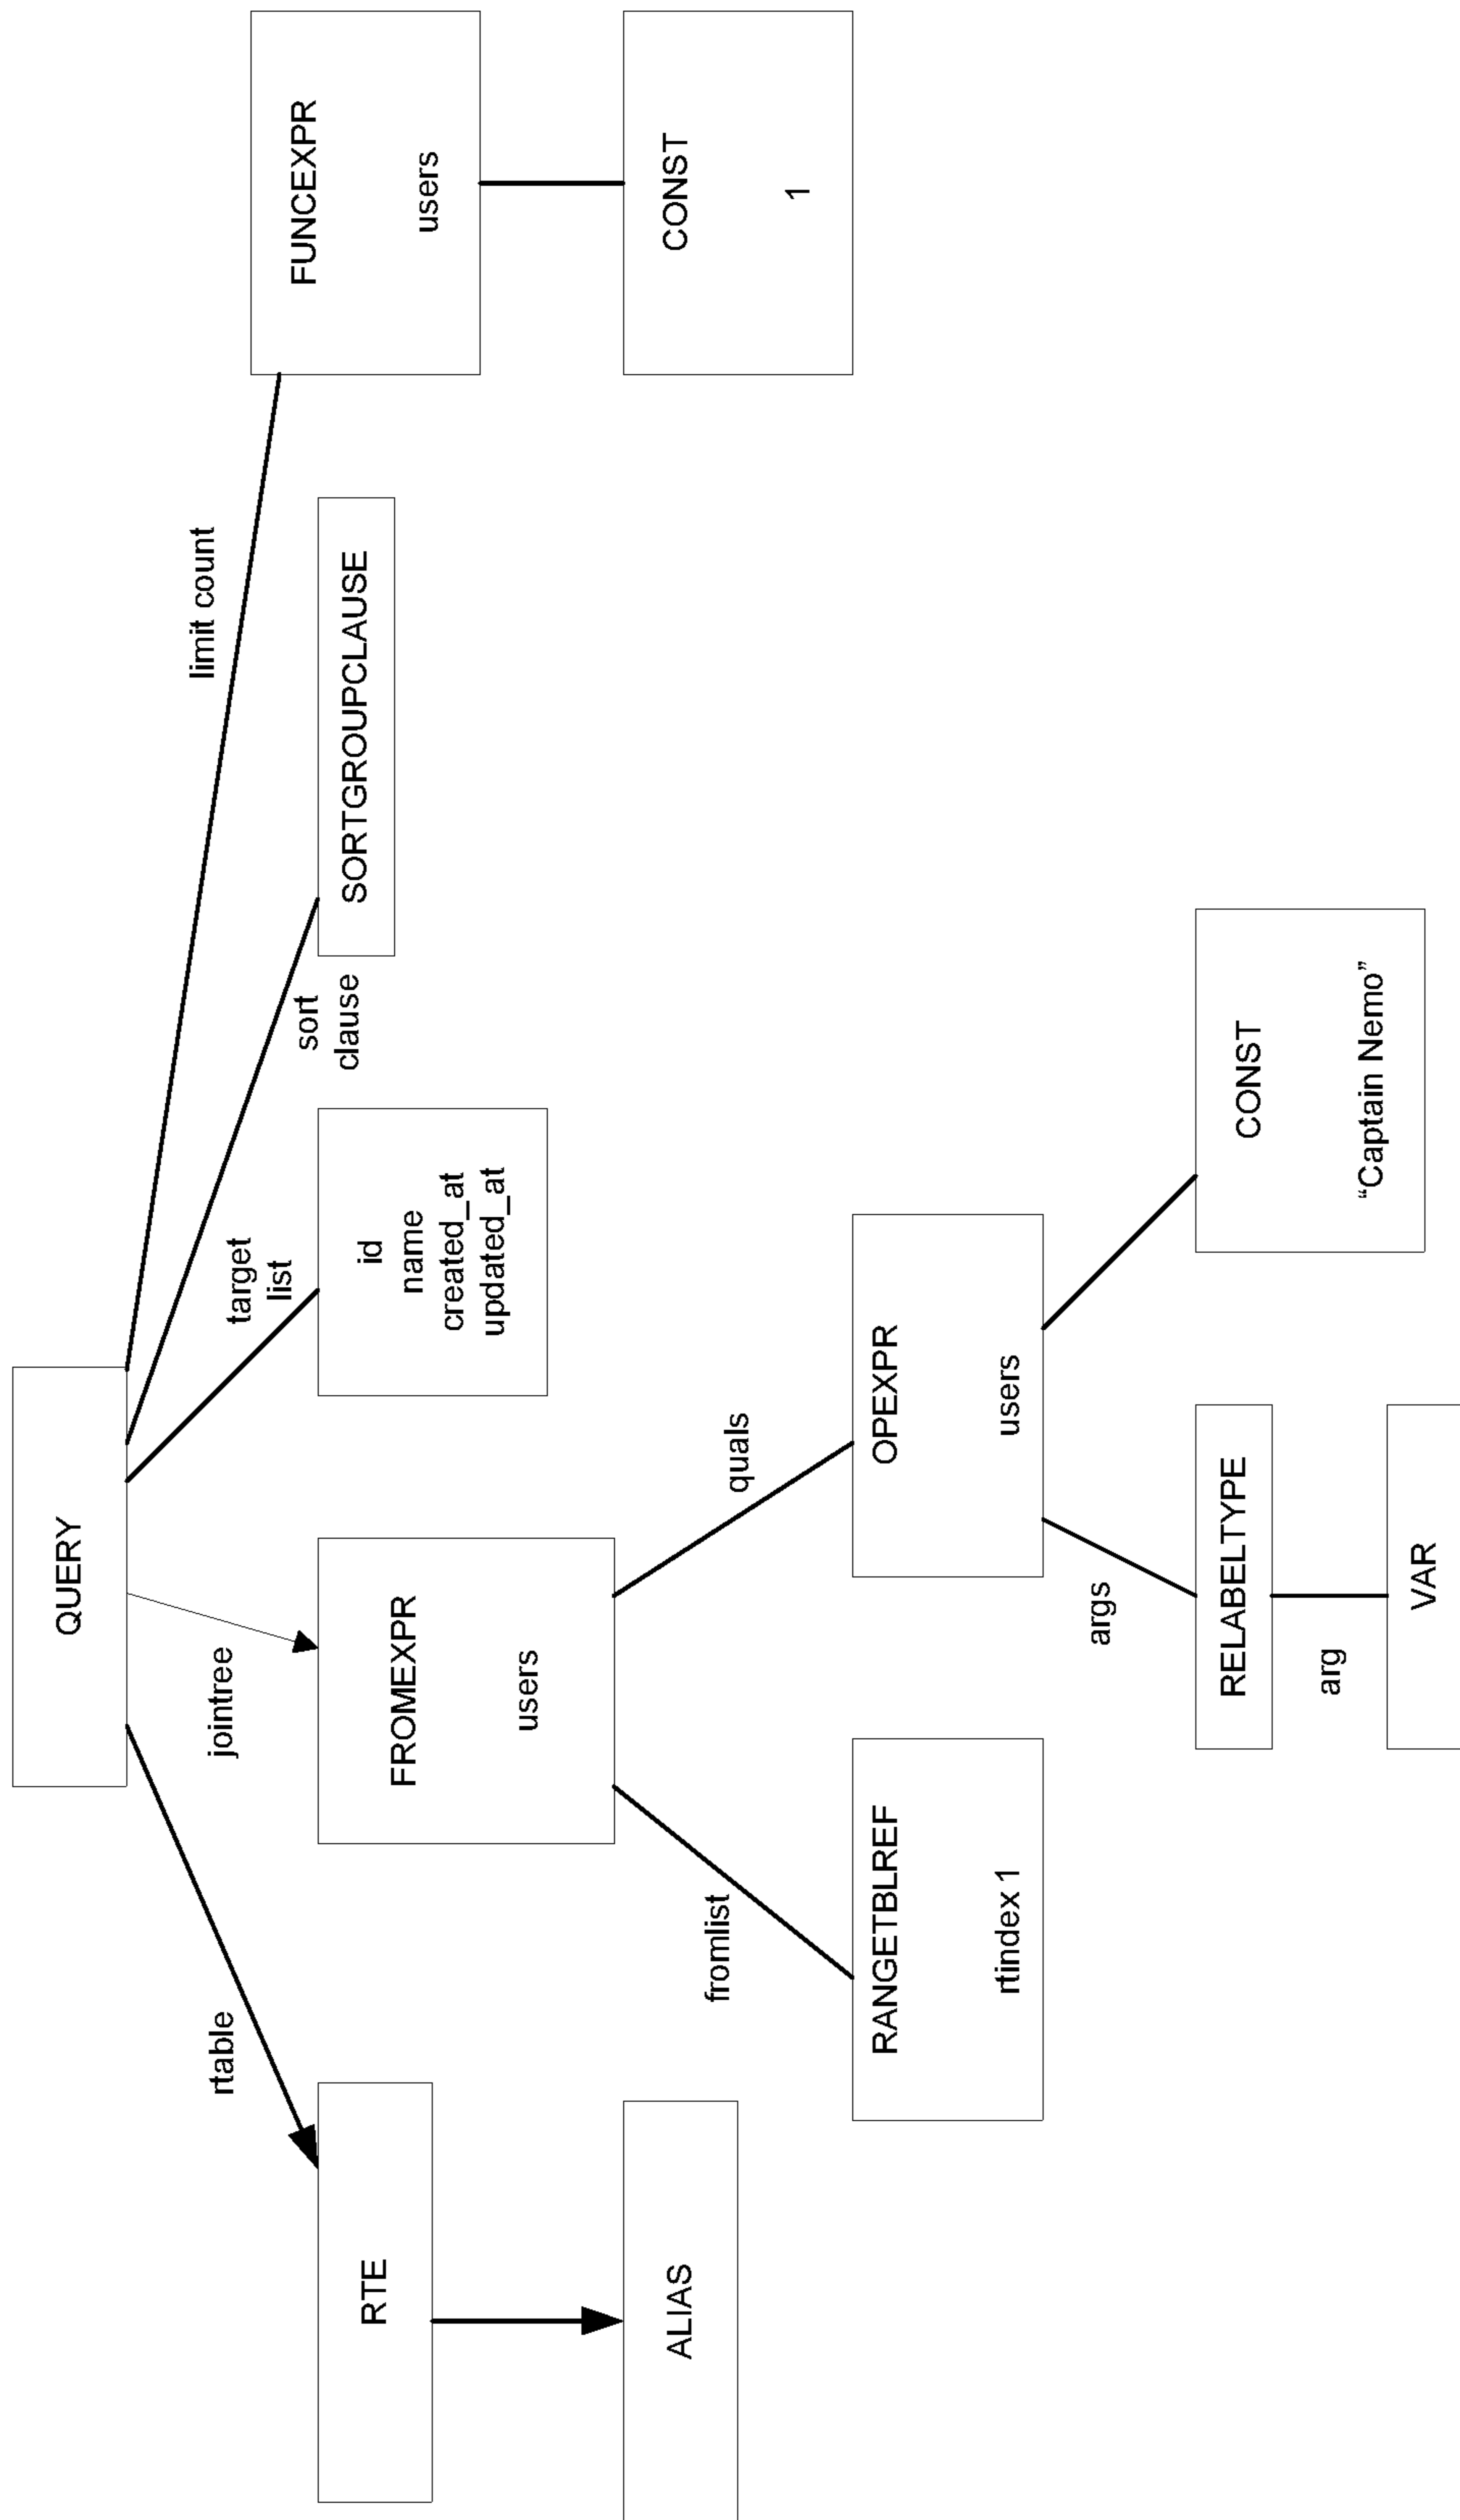 QUERY
rtable
jointree
target
list
sort
clause
limit count
RTE
FROMEXPR
users
id
name
created_at
updated_at
SORTGROUPCLAUSE
FUNCEXPR
users
ALIAS
fromlist
quals
CONST
1
RANGETBLREF
rtindex 1
OPEXPR
users
args
RELABELTYPE
CONST
“Captain Nemo”
arg
VAR